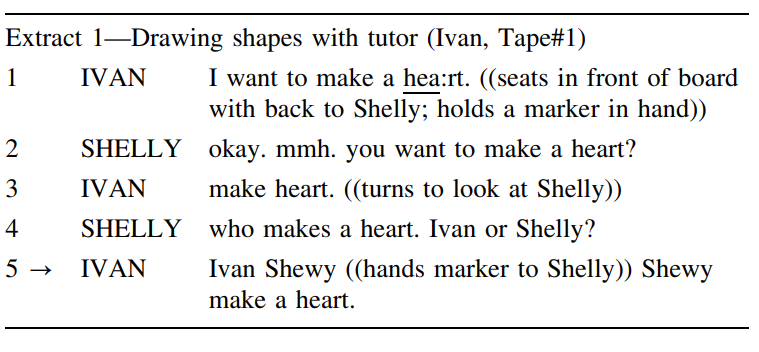 Extract 1—Drawing shapes with tutor (Ivan, Tape#1)
1 IVAN I want to make a hea:rt. ((seats in front of board
with back to Shelly; holds a marker in hand))
2 SHELLY okay. mmh. you want to make a heart?
3 IVAN make heart. ((turns to look at Shelly))
4 SHELLY who makes a heart. Ivan or Shelly?
5 → IVAN Ivan Shewy ((hands marker to Shelly)) Shewy
make a heart.